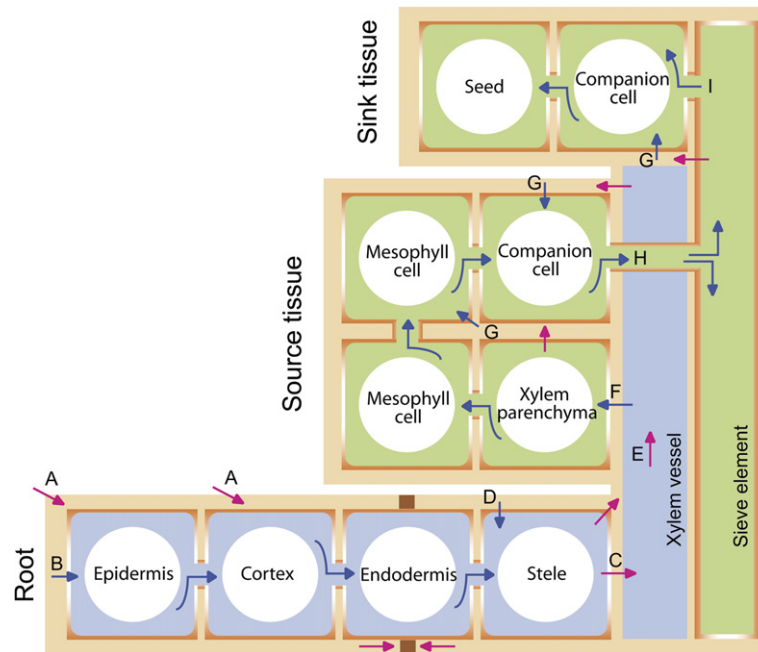 Sink tissue
Seed
Companion
cell
I
G
G
Source tissue
Mesophyll
cell
Companion
cell
H
G
Mesophyll
cell
Xylem
parenchyma
F
E
Xylem vessel
Sieve element
A
A
D
Root
B
Epidermis
Cortex
Endodermis
Stele
C